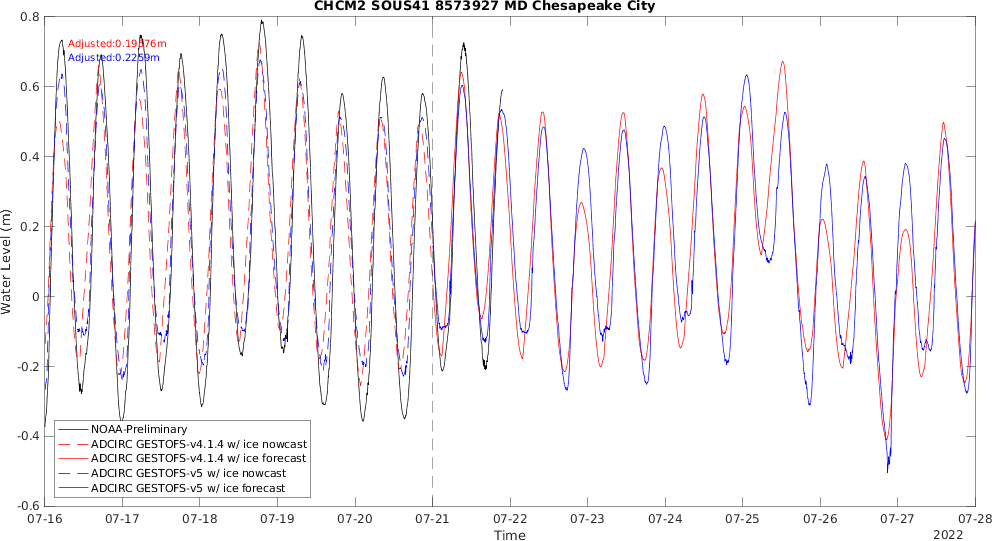 CHCM2 SOUS41 8573927 MD Chesapeake City
Adjusted:0.19376m
Adjusted:0.2259m
Water Level (m)
0.8
0.6
0.4
0.2
0
-0.2
-0.4
-0.6
NOAA-Preliminary
ADCIRC GESTOFS-v4.1.4 w/ ice nowcast
ADCIRC GESTOFS-v4.1.4 w/ ice forecast
ADCIRC GESTOFS-v5 w/ ice nowcast
ADCIRC GESTOFS-v5 w/ ice forecast
07-16 07-17 07-18 07-19 07-20 07-21 07-22 07-23 07-24 07-25 07-26 07-27 07-28
Time
2022